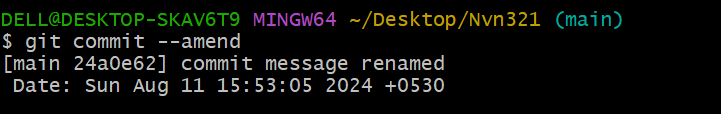 DELL@DESKTOP-SKAV6T9 MINGW64 ~/Desktop/Nvn321 (main)
$ git commit --amend
[main 24a0e62] commit message renamed
 Date: Sun Aug 11 15:53:05 2024 +0530